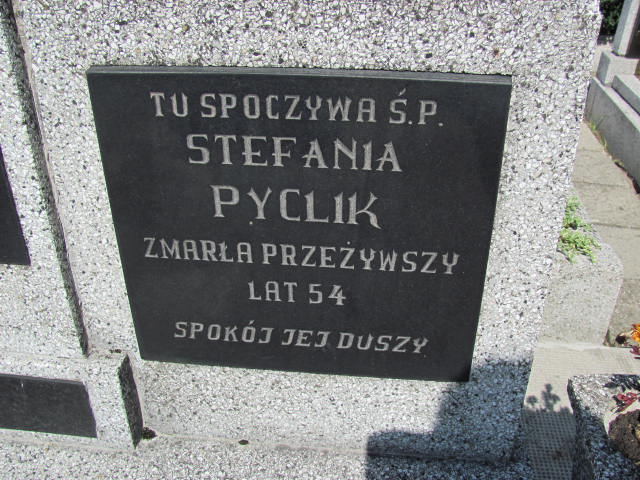 TU SPOCZYWA Ś.P.
STEFANIA
PYCLIK
ZMARŁA PRZEŻYWSZY
LAT 54
SPOKÓJ JEJ DUSZY